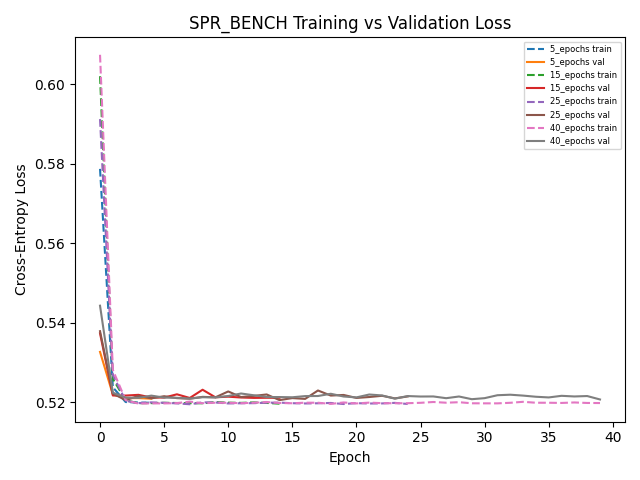 SPR_BENCH Training vs Validation Loss
Cross-Entropy Loss
0.60
0.58
0.56
0.54
0.52
5_epochs train
5_epochs val
15_epochs train
15_epochs val
25_epochs train
25_epochs val
40_epochs train
40_epochs val
0 5 10 15 20 25 30 35 40
Epoch